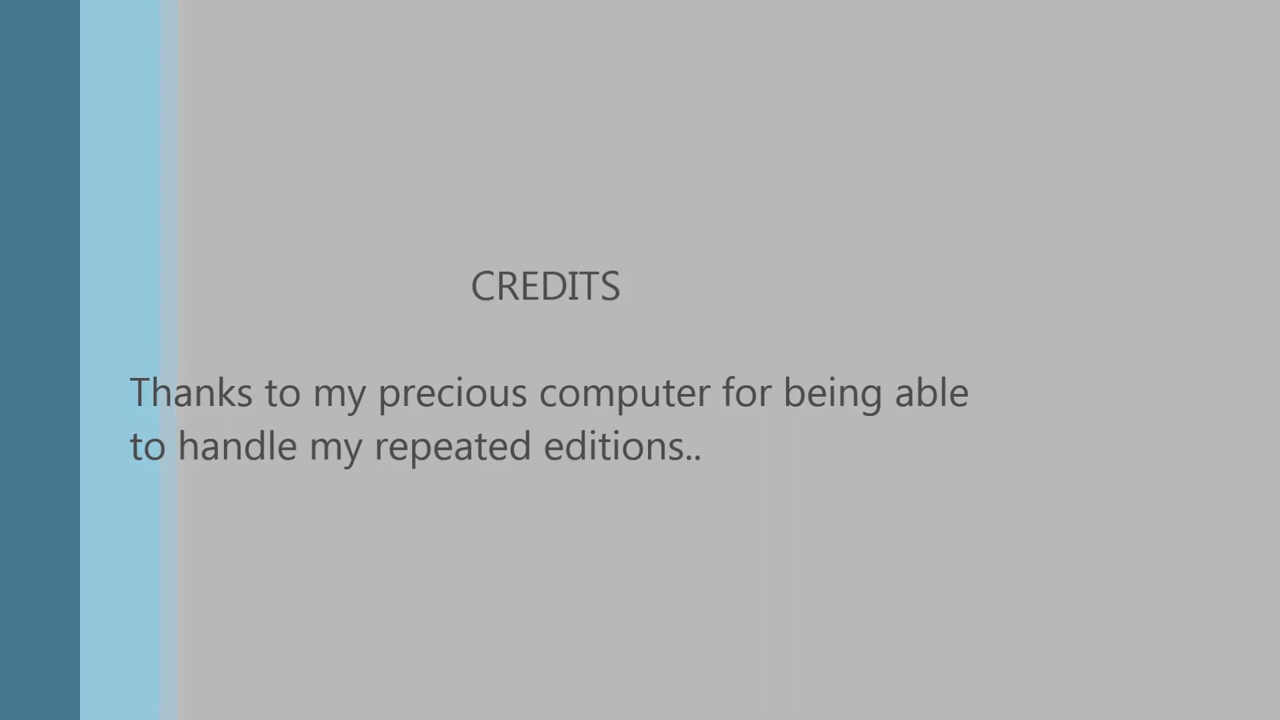 CREDITS
Thanks to my precious computer for being able
to handle my repeated editions..